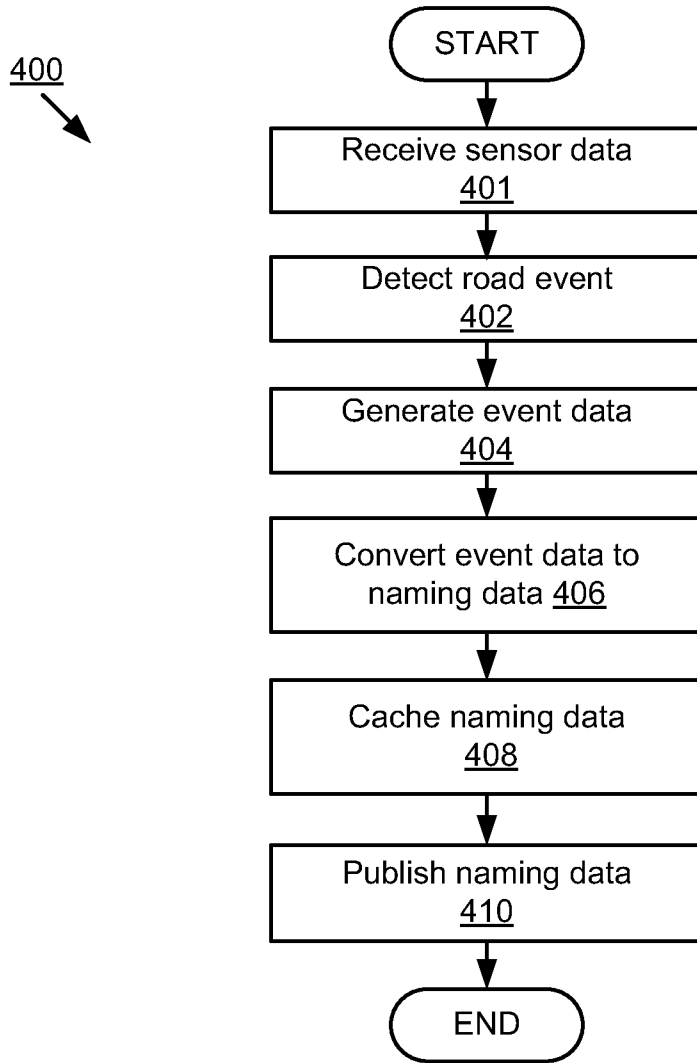 START
400
Receive sensor data
401
Detect road event
402
Generate event data
404
Convert event data to
naming data 406
Cache naming data
408
Publish naming data
410
END